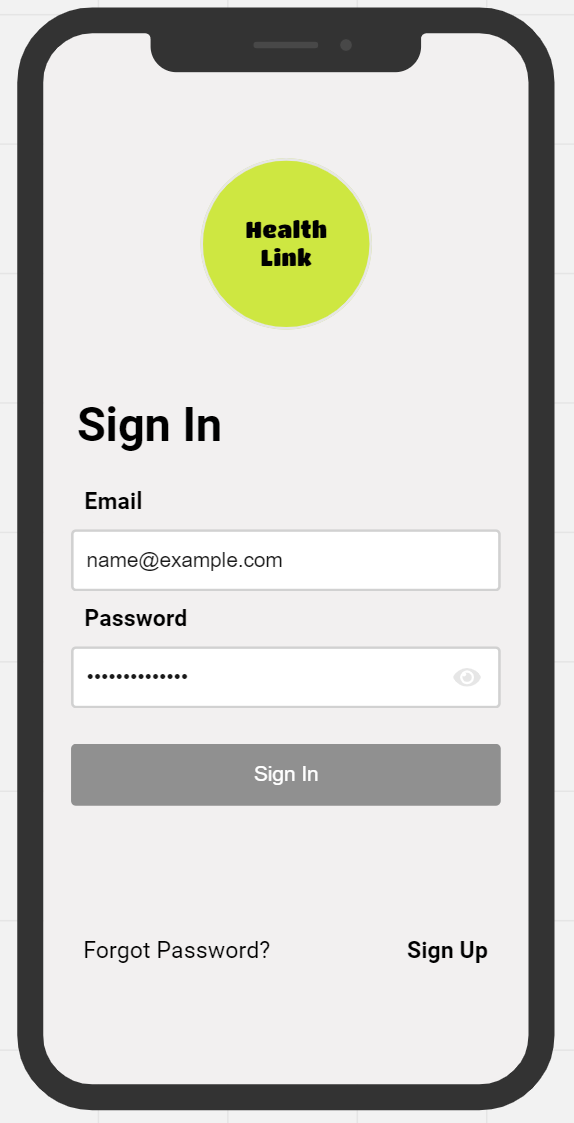 Health
Link
Sign In
Email
name@example.com
Password
••••••••••••••
Sign In
Forgot Password?
Sign Up